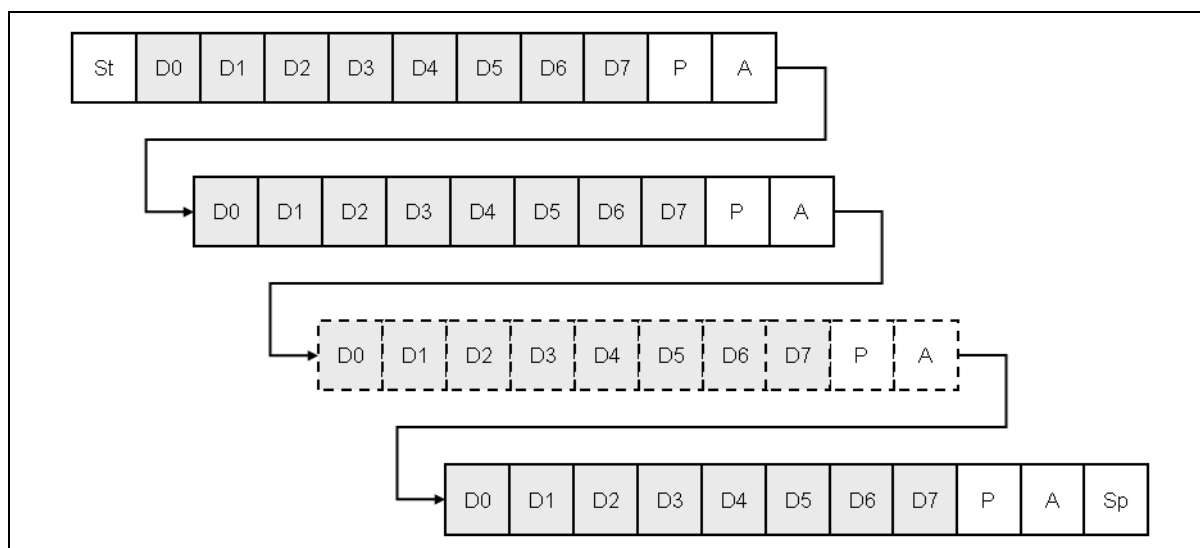 St D0 D1 D2 D3 D4 D5 D6 D7 P A
D0 D1 D2 D3 D4 D5 D6 D7 P A
D0 D1 D2 D3 D4 D5 D6 D7 P A
D0 D1 D2 D3 D4 D5 D6 D7 P A Sp